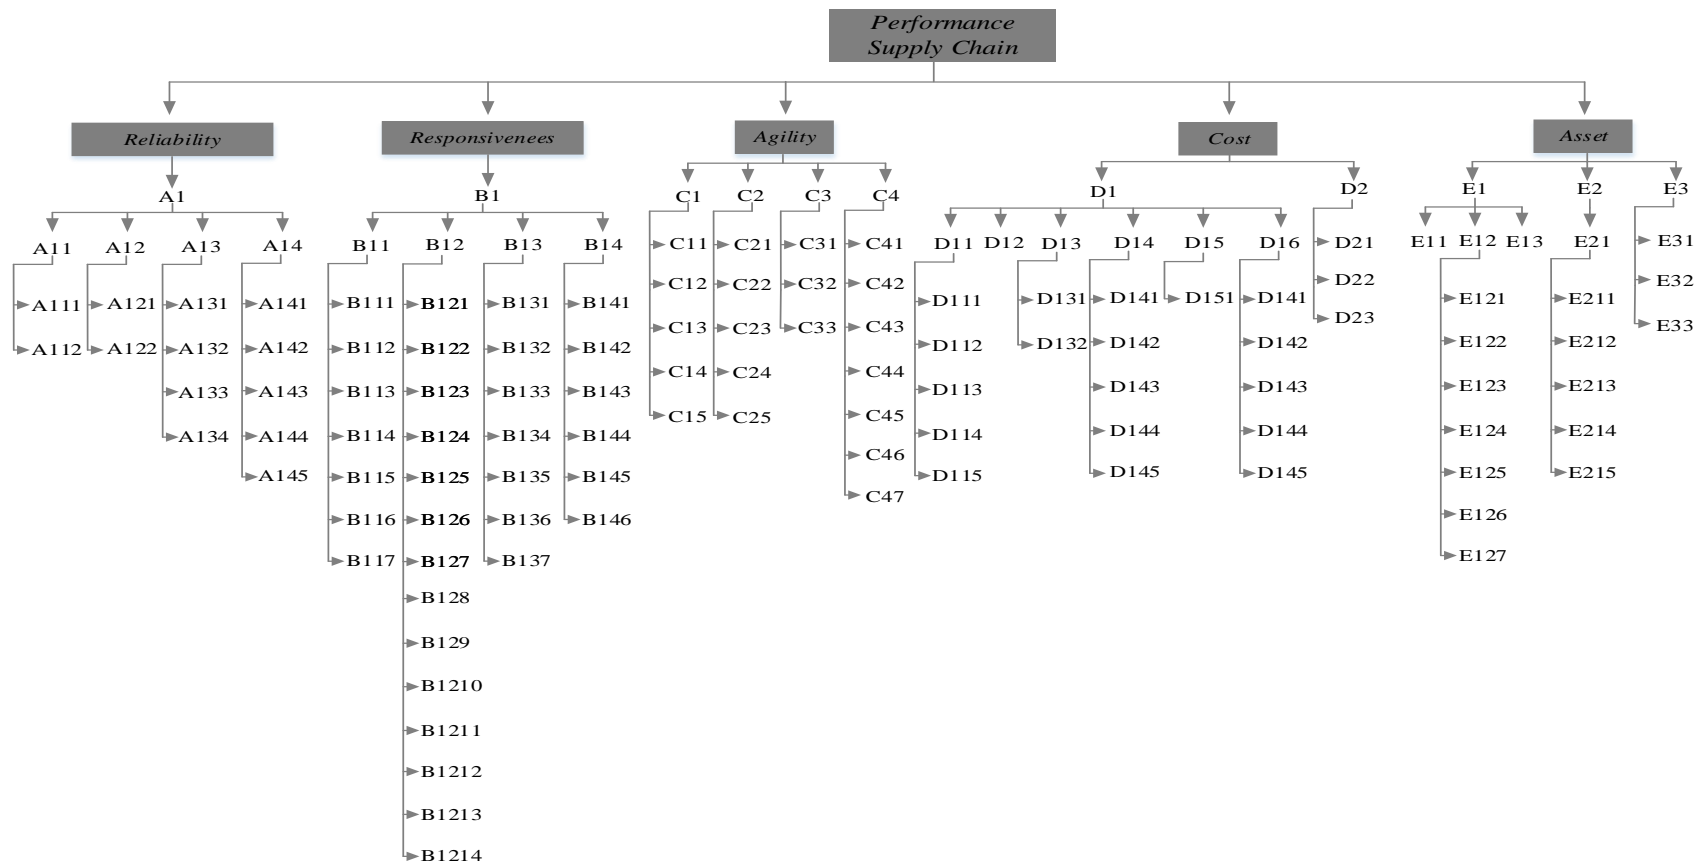 Performance
Supply Chain
Reliability
Responsivenees
Agility
Cost
Asset
A1
B1
C1
C2
C3
C4
D1
D2
E1
E2
E3
A11
A12
A13
A14
B11
B12
B13
B14
C11
C21
C31
C41
D11
D12
D13
D14
D15
D16
D21
E11
E12
E13
E21
E31
A111
A121
A131
A141
B111
B121
B131
B141
C12
C22
C32
C42
D111
D131
D141
D151
D141
D22
E121
E211
E32
A112
A122
A132
A142
B112
B122
B132
B142
C13
C23
C33
C43
D112
D132
D142
D142
D23
E122
E212
E33
A133
A143
B113
B123
B133
B143
C14
C24
C44
D113
D143
D143
E123
E213
A134
A144
B114
B124
B134
B144
C15
C25
C45
D114
D144
D144
E124
E214
A145
B115
B125
B135
B145
C46
D115
D145
D145
E125
E215
B116
B126
B136
B146
C47
E126
B117
B127
B137
E127
B128
B129
B1210
B1211
B1212
B1213
B1214